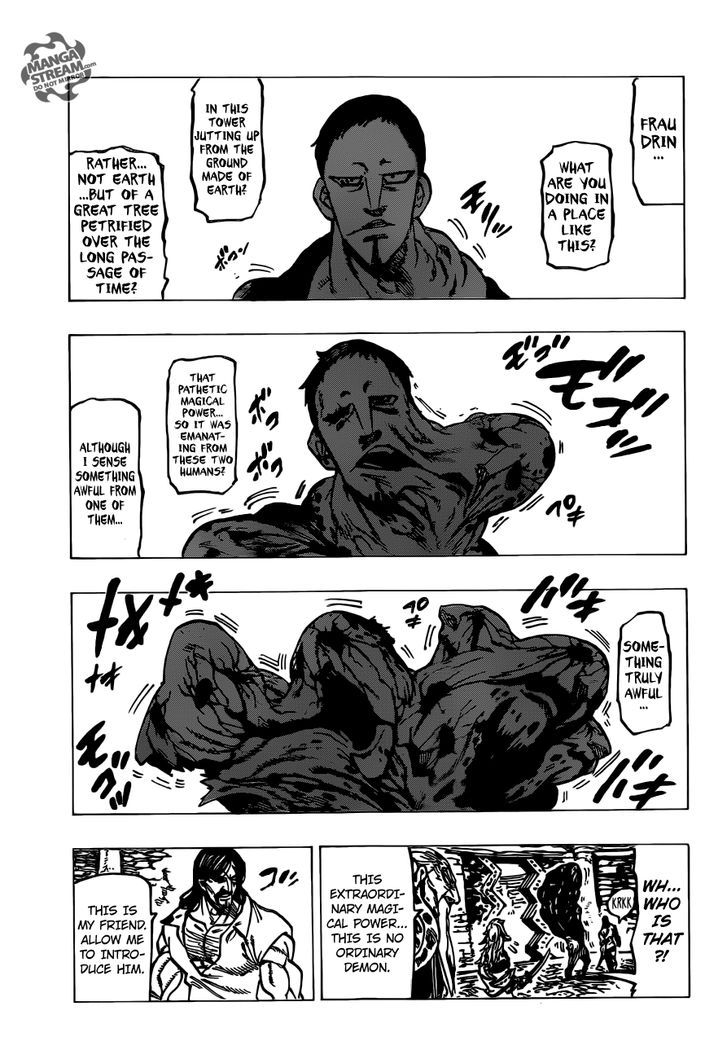 MANGA
STREAM.com
DO NOT MIRROR
FRAU
DRIN
...
WHAT
ARE YOU
DOING IN
A PLACE
LIKE
THIS?
IN THIS
TOWER
JUTTING UP
FROM THE
GROUND
MADE OF
EARTH?
RATHER...
NOT EARTH
...BUT OF A
GREAT TREE
PETRIFIED
OVER THE
LONG PAS-
SAGE OF
TIME?
THAT
PATHETIC
MAGICAL
POWER...
SO IT WAS
EMANAT-
ING FROM
THESE TWO
HUMANS?
ALTHOUGH
I SENSE
SOMETHING
AWFUL FROM
ONE OF
THEM...
SOME-
THING
TRULY
AWFUL
...
WH...
WHO
IS
THAT
?!
KRKK
THIS
EXTRAORDI-
NARY MAGI-
CAL POWER...
THIS IS NO
ORDINARY
DEMON.
THIS IS
MY FRIEND.
ALLOW ME
TO INTRO-
DUCE HIM.